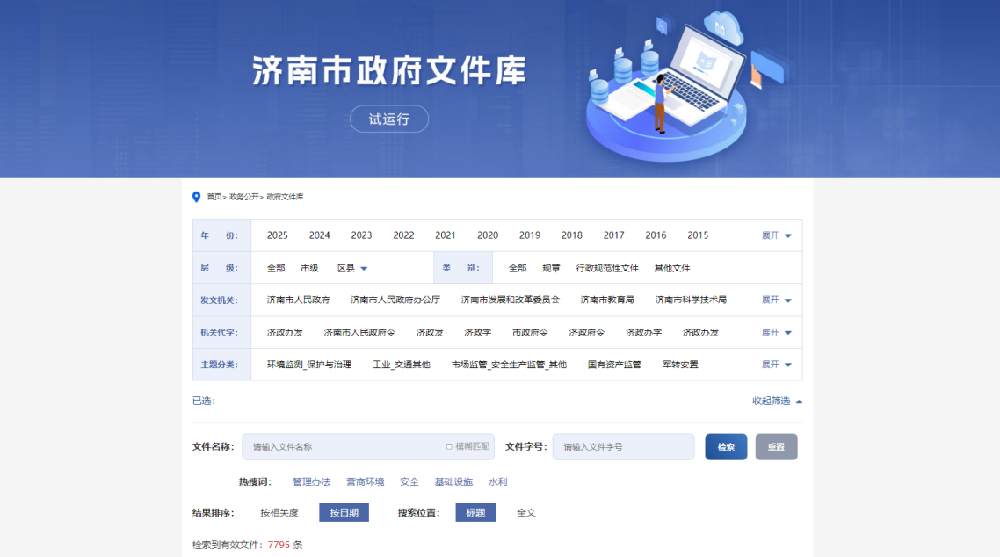 济南市政府文件库
试运行
首页> 政务公开> 政府文件库
年 份: 2025 2024 2023 2022 2021 2020 2019 2018 2017 2016 2015 展开
层 级: 全部 市级 区县 类 别: 全部 规章 行政规范性文件 其他文件
发文机关: 济南市人民政府 济南市人民政府办公厅 济南市发展和改革委员会 济南市教育局 济南市科学技术局 展开
机关代字: 济政办发 济南市人民政府令 济政发 济政字 市政府令 济政府令 济政办字 济政办发 展开
主题分类: 环境监测_保护与治理 工业_交通其他 市场监管_安全生产监管_其他 国有资产监管 军转安置 展开
已选: 收起筛选
文件名称: 请输入文件名称 模糊匹配 文件字号: 请输入文件字号 检索 重置
热搜词: 管理办法 营商环境 安全 基础设施 水利
结果排序: 按相关度 按日期 搜索位置: 标题 全文
检索到有效文件: 7795 条